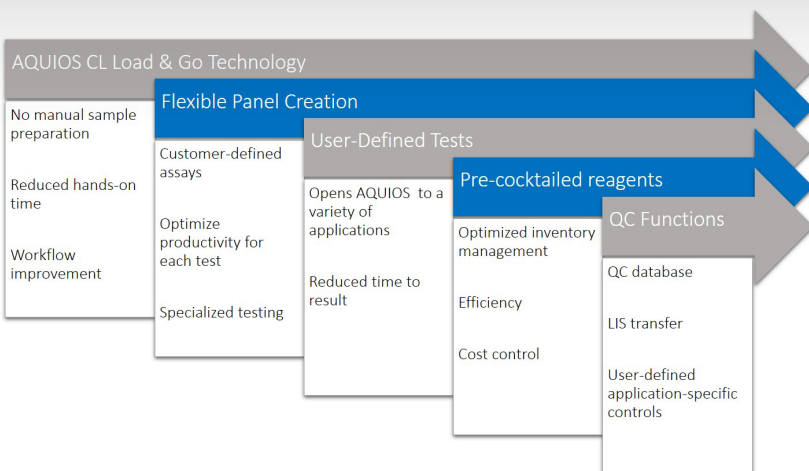 AQUIOS CL Load & Go Technology
No manual sample
preparation
Reduced hands-on
time
Workflow
improvement
Flexible Panel Creation
Customer-defined
assays
Optimize
productivity for
each test
Specialized testing
User-Defined Tests
Opens AQUIOS to a
variety of
applications
Reduced time to
result
Pre-cocktailed reagents
Optimized inventory
management
Efficiency
Cost control
QC Functions
QC database
LIS transfer
User-defined
application-specific
controls